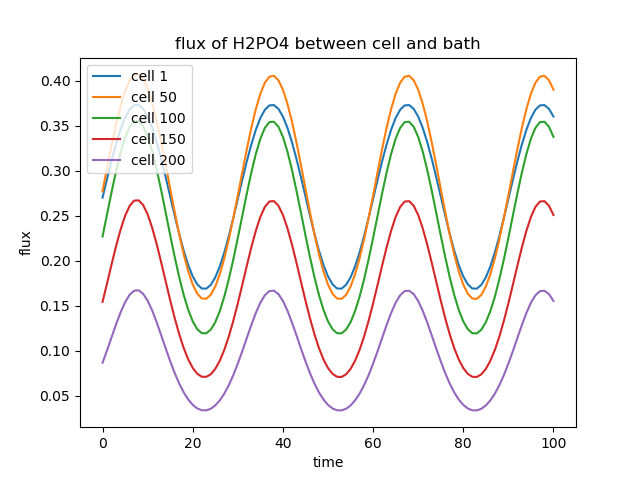 flux of H2PO4 between cell and bath
cell 1
cell 50
cell 100
cell 150
cell 200
0.40
0.35
0.30
0.25
0.20
0.15
0.10
0.05
flux
0 20 40 60 80 100
time